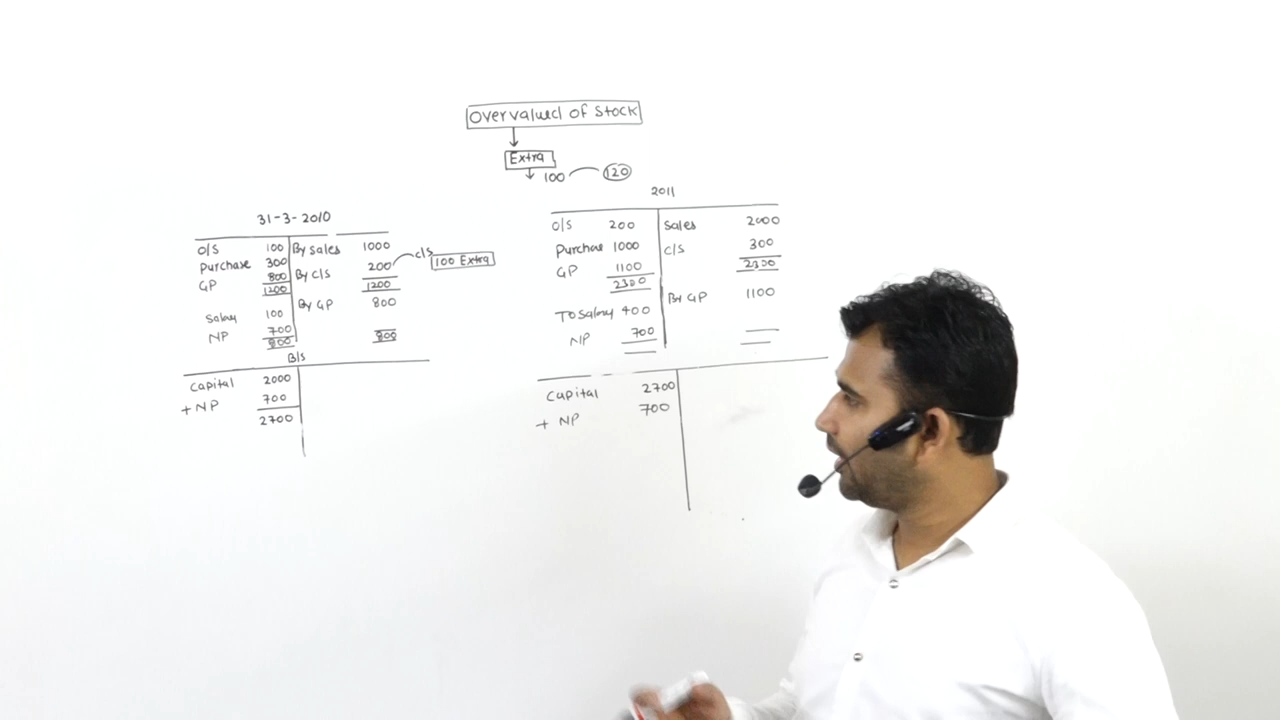 Overvalued of Stock
Extra
100 120
31-3-2010
O/S 100 By Sales 1000
Purchase 300
GP 800 By C/S 200 C/S 100 Extra
1200 1200
By GP 800
Salary 100
NP 700
800 800
B/S
Capital 2000
+ NP 700
2700
2011
O/S 200 Sales 2000
Purchase 1000 C/S 300
GP 1100 2300
2300
By GP 1100
To Salary 400
NP 700
Capital 2700
+ NP 700